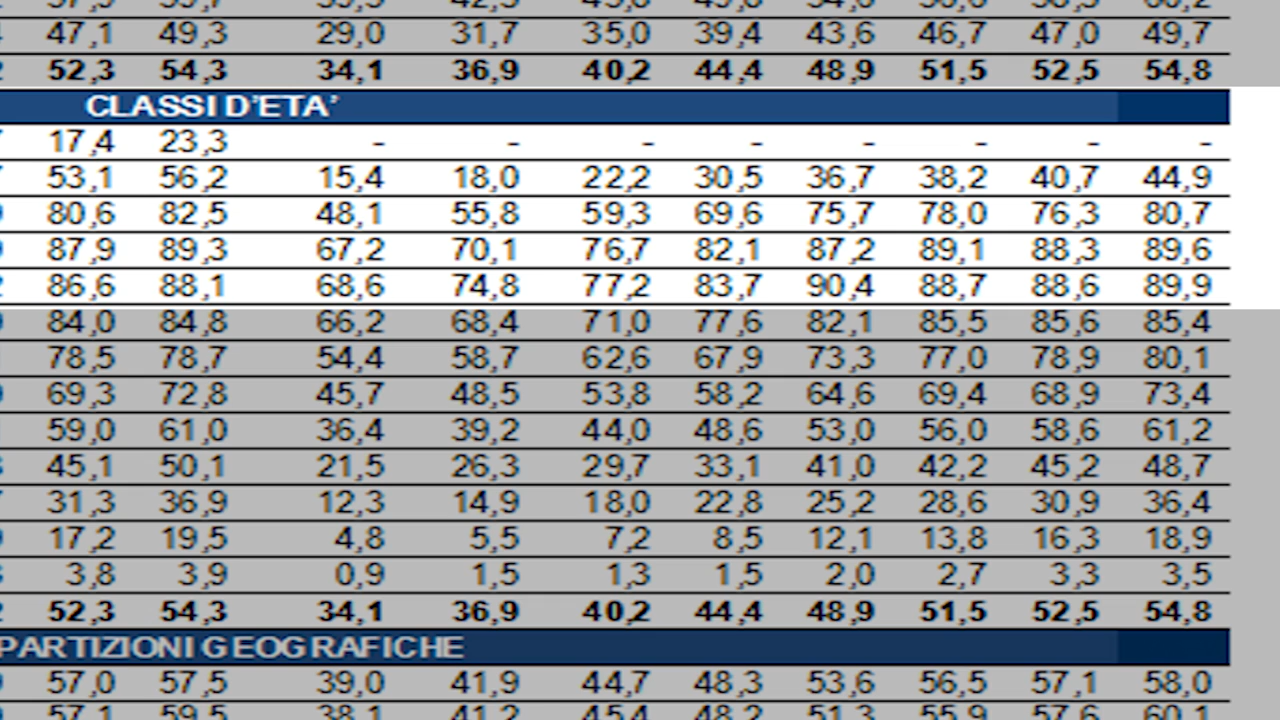 47,1 49,3 29,0 31,7 35,0 39,4 43,6 46,7 47,0 49,7
52,3 54,3 34,1 36,9 40,2 44,4 48,9 51,5 52,5 54,8
CLASSI D'ETA'
17,4 23,3 - - - - - - - -
53,1 56,2 15,4 18,0 22,2 30,5 36,7 38,2 40,7 44,9
80,6 82,5 48,1 55,8 59,3 69,6 75,7 78,0 76,3 80,7
87,9 89,3 67,2 70,1 76,7 82,1 87,2 89,1 88,3 89,6
86,6 88,1 68,6 74,8 77,2 83,7 90,4 88,7 88,6 89,9
84,0 84,8 66,2 68,4 71,0 77,6 82,1 85,5 85,6 85,4
78,5 78,7 54,4 58,7 62,6 67,9 73,3 77,0 78,9 80,1
69,3 72,8 45,7 48,5 53,8 58,2 64,6 69,4 68,9 73,4
59,0 61,0 36,4 39,2 44,0 48,6 53,0 56,0 58,6 61,2
45,1 50,1 21,5 26,3 29,7 33,1 41,0 42,2 45,2 48,7
31,3 36,9 12,3 14,9 18,0 22,8 25,2 28,6 30,9 36,4
17,2 19,5 4,8 5,5 7,2 8,5 12,1 13,8 16,3 18,9
3,8 3,9 0,9 1,5 1,3 1,5 2,0 2,7 3,3 3,5
52,3 54,3 34,1 36,9 40,2 44,4 48,9 51,5 52,5 54,8
PARTIZIONI GEOGRAFICHE
57,0 57,5 39,0 41,9 44,7 48,3 53,6 56,5 57,1 58,0
57,1 59,5 38,1 41,2 45,4 48,2 51,3 55,9 57,6 60,1